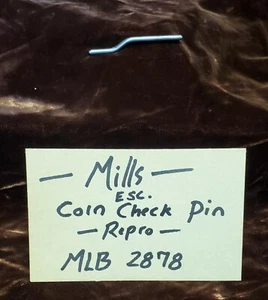 — Mills —
Esc.
Coin Check Pin
— Repro —
MLB 2878